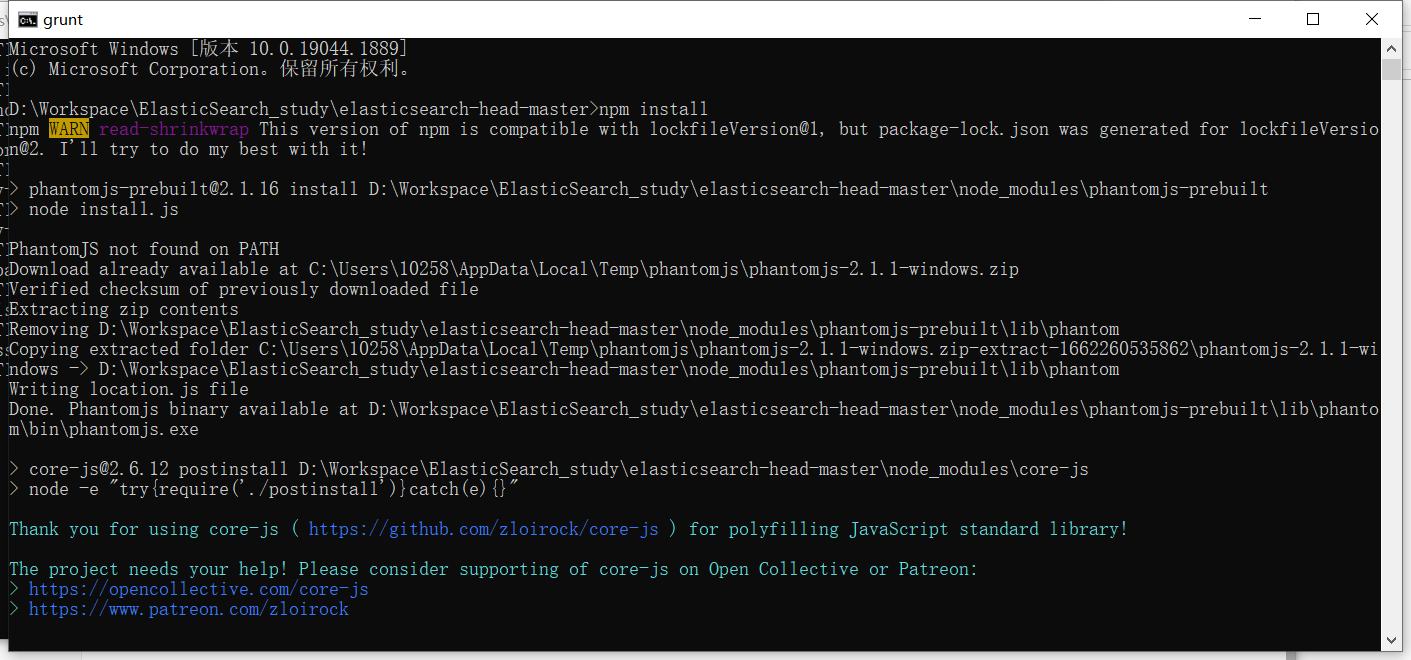 grunt
Microsoft Windows [版本 10.0.19044.1889]
(c) Microsoft Corporation。保留所有权利。
D:\Workspace\ElasticSearch_study\elasticsearch-head-master>npm install
npm WARN read-shrinkwrap This version of npm is compatible with lockfileVersion@1, but package-lock.json was generated for lockfileVersio
n@2. I'll try to do my best with it!
> phantomjs-prebuilt@2.1.16 install D:\Workspace\ElasticSearch_study\elasticsearch-head-master\node_modules\phantomjs-prebuilt
> node install.js
PhantomJS not found on PATH
Download already available at C:\Users\10258\AppData\Local\Temp\phantomjs\phantomjs-2.1.1-windows.zip
Verified checksum of previously downloaded file
Extracting zip contents
Removing D:\Workspace\ElasticSearch_study\elasticsearch-head-master\node_modules\phantomjs-prebuilt\lib\phantom
Copying extracted folder C:\Users\10258\AppData\Local\Temp\phantomjs\phantomjs-2.1.1-windows.zip-extract-1662260535862\phantomjs-2.1.1-wi
ndows -> D:\Workspace\ElasticSearch_study\elasticsearch-head-master\node_modules\phantomjs-prebuilt\lib\phantom
Writing location.js file
Done. Phantomjs binary available at D:\Workspace\ElasticSearch_study\elasticsearch-head-master\node_modules\phantomjs-prebuilt\lib\phanto
m\bin\phantomjs.exe
> core-js@2.6.12 postinstall D:\Workspace\ElasticSearch_study\elasticsearch-head-master\node_modules\core-js
> node -e "try{require('./postinstall')}catch(e){}"
Thank you for using core-js ( https://github.com/zloirock/core-js ) for polyfilling JavaScript standard library!
The project needs your help! Please consider supporting of core-js on Open Collective or Patreon:
> https://opencollective.com/core-js
> https://www.patreon.com/zloirock